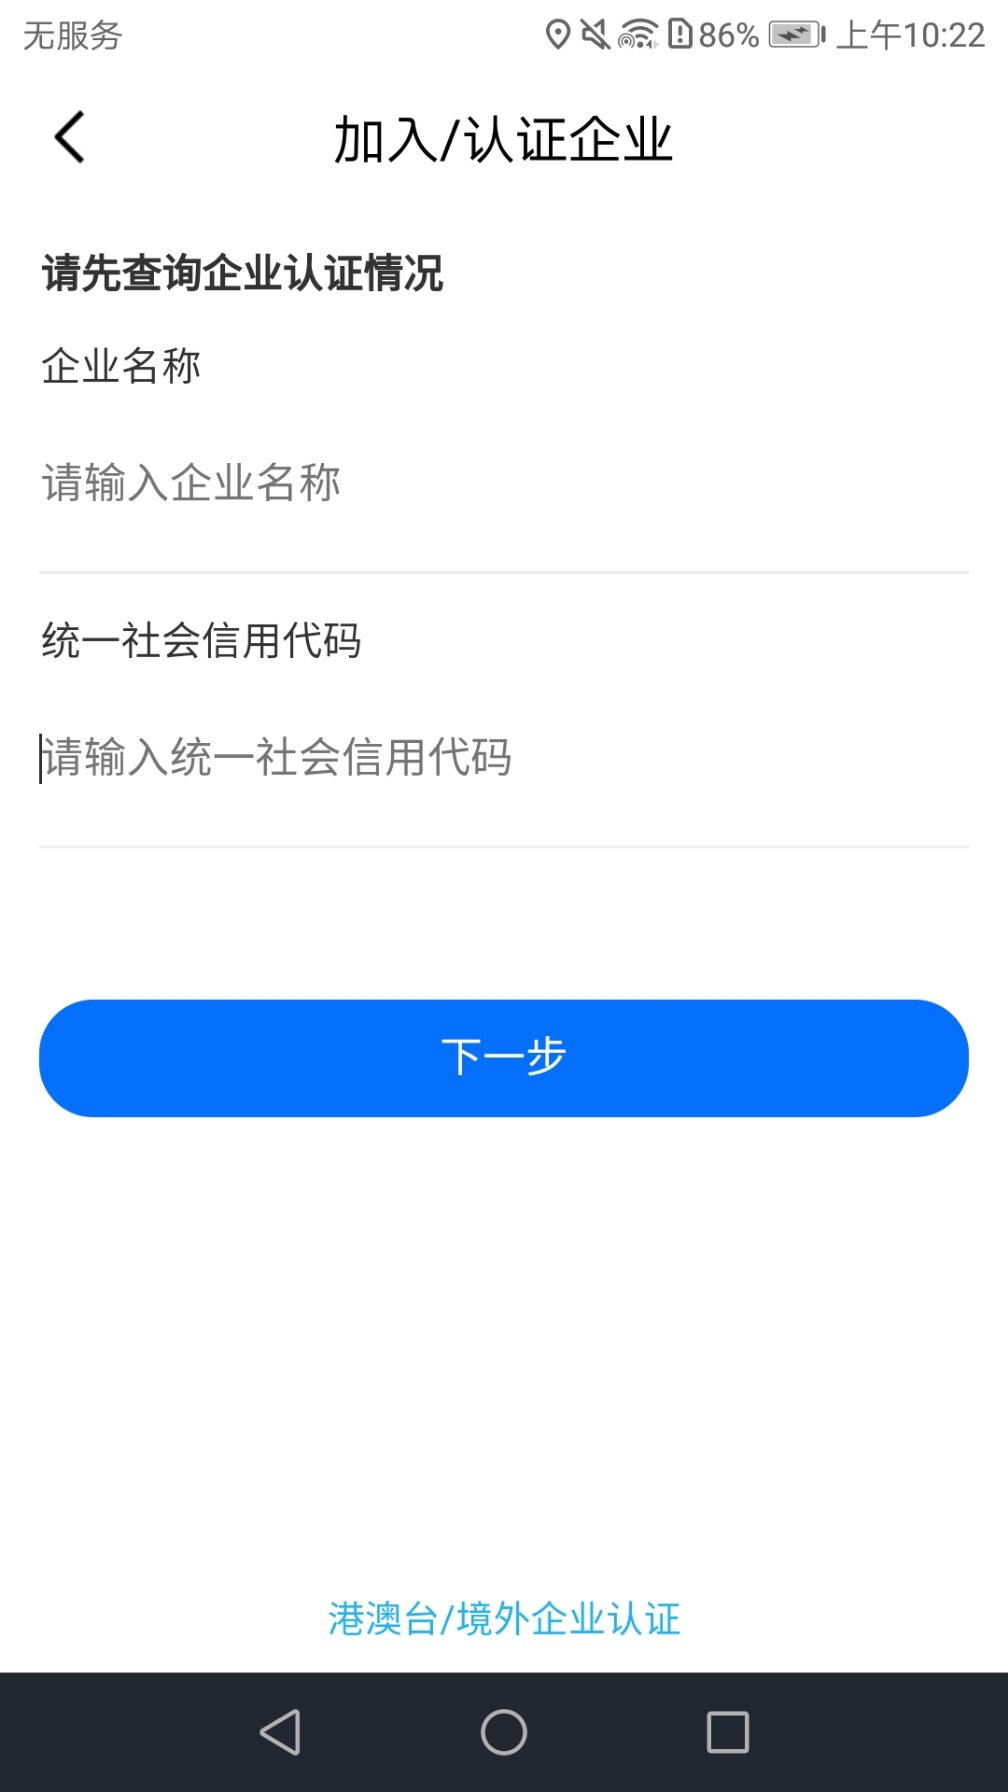 无服务 86% 上午10:22
加入/认证企业
请先查询企业认证情况
企业名称
请输入企业名称
统一社会信用代码
请输入统一社会信用代码
下一步
港澳台/境外企业认证